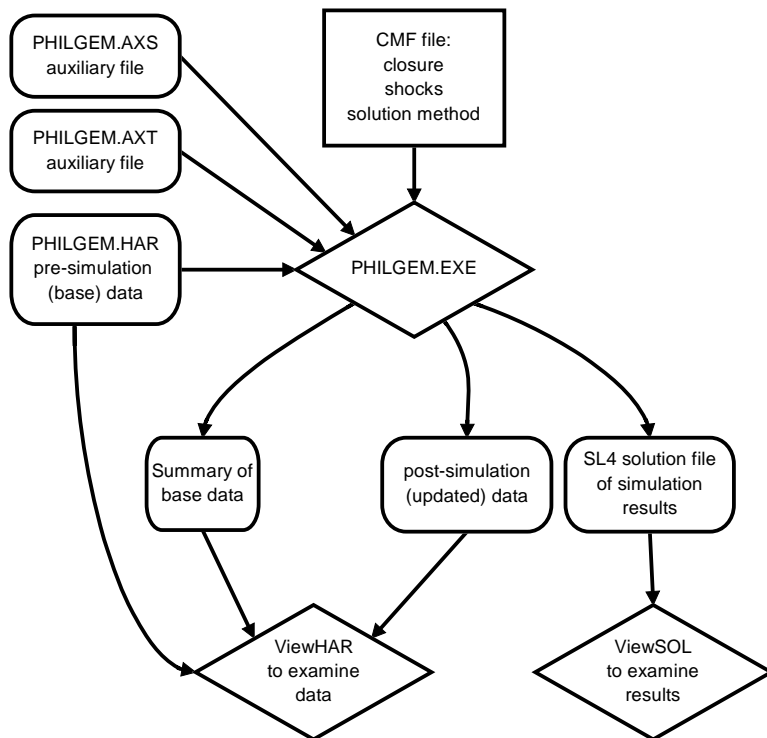 PHILGEM.AXS
auxiliary file
CMF file:
closure
shocks
solution method
PHILGEM.AXT
auxiliary file
PHILGEM.HAR
pre-simulation
(base) data
PHILGEM.EXE
Summary of
base data
post-simulation
(updated) data
SL4 solution file
of simulation
results
ViewHAR
to examine
data
ViewSOL
to examine
results